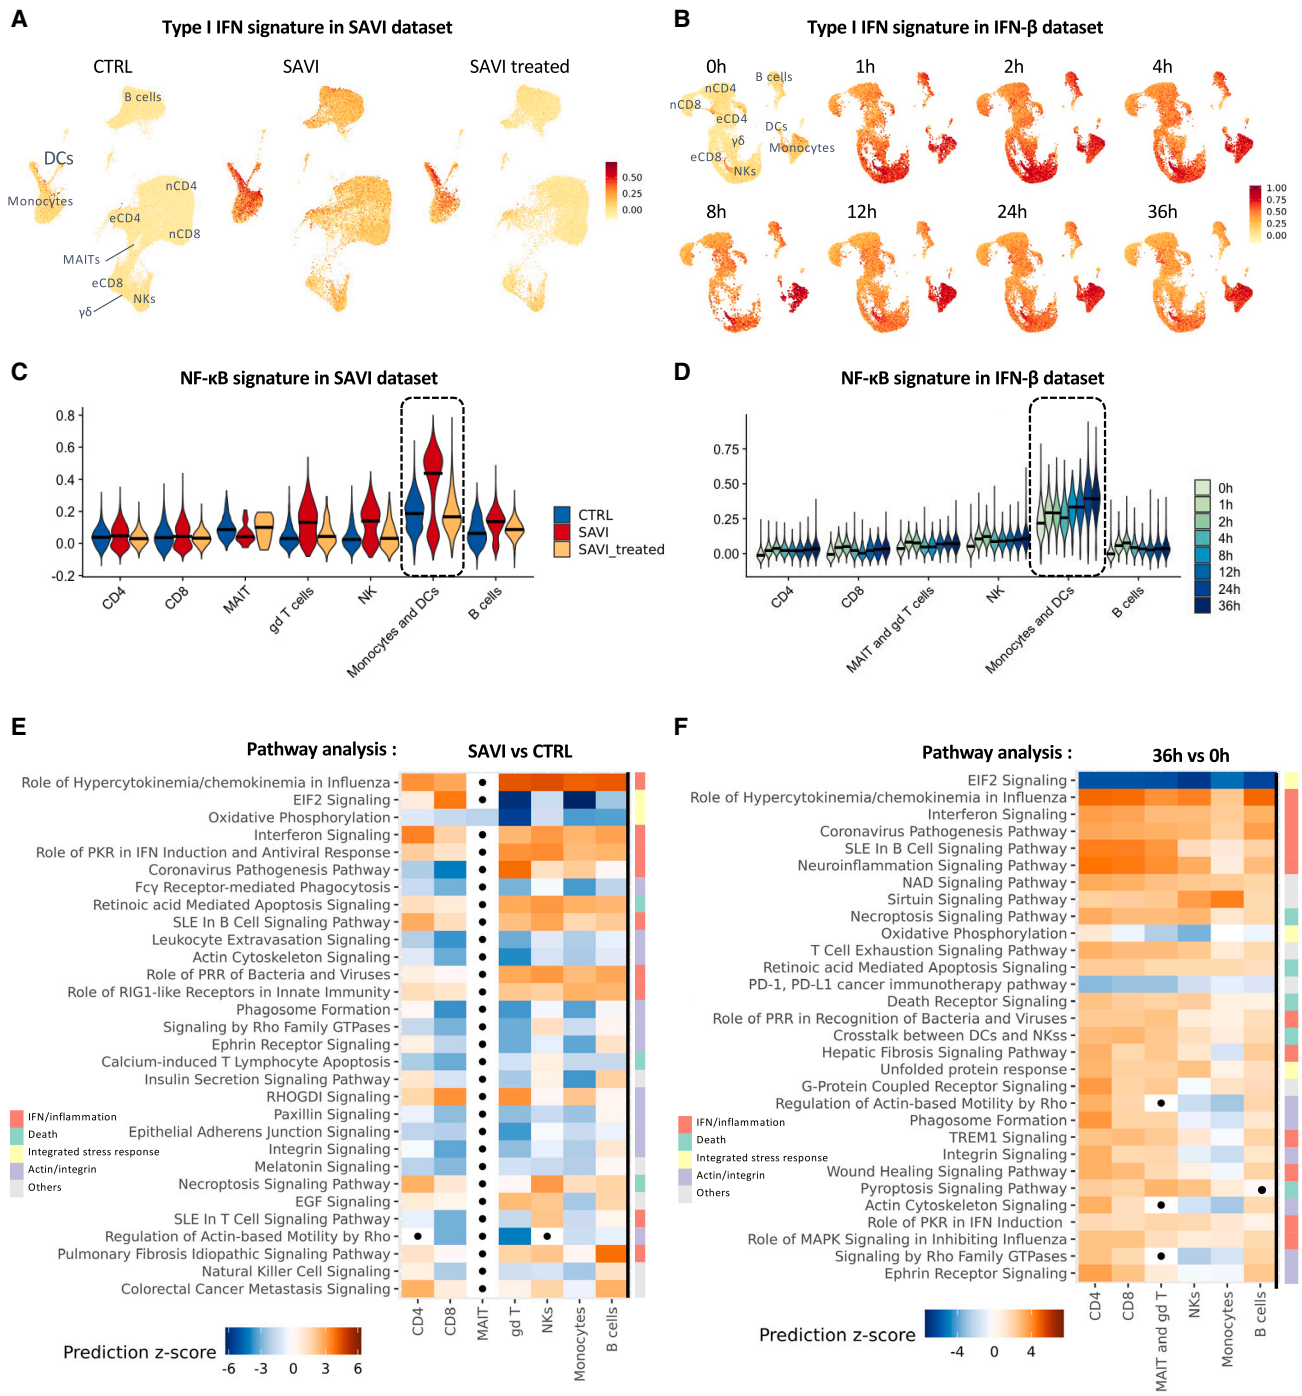 A
Type I IFN signature in SAVI dataset
CTRL
SAVI
SAVI treated
B cells
DCs
Monocytes
nCD4
eCD4
nCD8
MAITs
eCD8
NKs
γδ
0.50
0.25
0.00
B
Type I IFN signature in IFN-β dataset
0h
1h
2h
4h
B cells
nCD4
nCD8
eCD4
DCs
γδ
Monocytes
eCD8
NKs
8h
12h
24h
36h
1.00
0.75
0.50
0.25
0.00
C
NF-κB signature in SAVI dataset
0.8
0.6
0.4
0.2
0.0
-0.2
CD4
CD8
MAIT
gd T cells
NK
Monocytes and DCs
B cells
CTRL
SAVI
SAVI_treated
D
NF-κB signature in IFN-β dataset
0.75
0.50
0.25
0.00
CD4
CD8
MAIT and gd T cells
NK
Monocytes and DCs
B cells
0h
1h
2h
4h
8h
12h
24h
36h
E
Pathway analysis :
SAVI vs CTRL
Role of Hypercytokinemia/chemokinemia in Influenza
EIF2 Signaling
Oxidative Phosphorylation
Interferon Signaling
Role of PKR in IFN Induction and Antiviral Response
Coronavirus Pathogenesis Pathway
Fcγ Receptor-mediated Phagocytosis
Retinoic acid Mediated Apoptosis Signaling
SLE In B Cell Signaling Pathway
Leukocyte Extravasation Signaling
Actin Cytoskeleton Signaling
Role of PRR of Bacteria and Viruses
Role of RIG1-like Receptors in Innate Immunity
Phagosome Formation
Signaling by Rho Family GTPases
Ephrin Receptor Signaling
Calcium-induced T Lymphocyte Apoptosis
Insulin Secretion Signaling Pathway
RHOGDI Signaling
Paxillin Signaling
Epithelial Adherens Junction Signaling
Integrin Signaling
Melatonin Signaling
Necroptosis Signaling Pathway
EGF Signaling
SLE In T Cell Signaling Pathway
Regulation of Actin-based Motility by Rho
Pulmonary Fibrosis Idiopathic Signaling Pathway
Natural Killer Cell Signaling
Colorectal Cancer Metastasis Signaling
IFN/inflammation
Death
Integrated stress response
Actin/integrin
Others
CD4
CD8
MAIT
gd T
NKs
Monocytes
B cells
Prediction z-score
-6
-3
0
3
6
F
Pathway analysis :
36h vs 0h
EIF2 Signaling
Role of Hypercytokinemia/chemokinemia in Influenza
Interferon Signaling
Coronavirus Pathogenesis Pathway
SLE In B Cell Signaling Pathway
Neuroinflammation Signaling Pathway
NAD Signaling Pathway
Sirtuin Signaling Pathway
Necroptosis Signaling Pathway
Oxidative Phosphorylation
T Cell Exhaustion Signaling Pathway
Retinoic acid Mediated Apoptosis Signaling
PD-1, PD-L1 cancer immunotherapy pathway
Death Receptor Signaling
Role of PRR in Recognition of Bacteria and Viruses
Crosstalk between DCs and NKss
Hepatic Fibrosis Signaling Pathway
Unfolded protein response
G-Protein Coupled Receptor Signaling
Regulation of Actin-based Motility by Rho
Phagosome Formation
TREM1 Signaling
Integrin Signaling
Wound Healing Signaling Pathway
Pyroptosis Signaling Pathway
Actin Cytoskeleton Signaling
Role of PKR in IFN Induction
Role of MAPK Signaling in Inhibiting Influenza
Signaling by Rho Family GTPases
Ephrin Receptor Signaling
IFN/inflammation
Death
Integrated stress response
Actin/integrin
Others
CD4
CD8
MAIT and gd T
NKs
Monocytes
B cells
Prediction z-score
-4
0
4